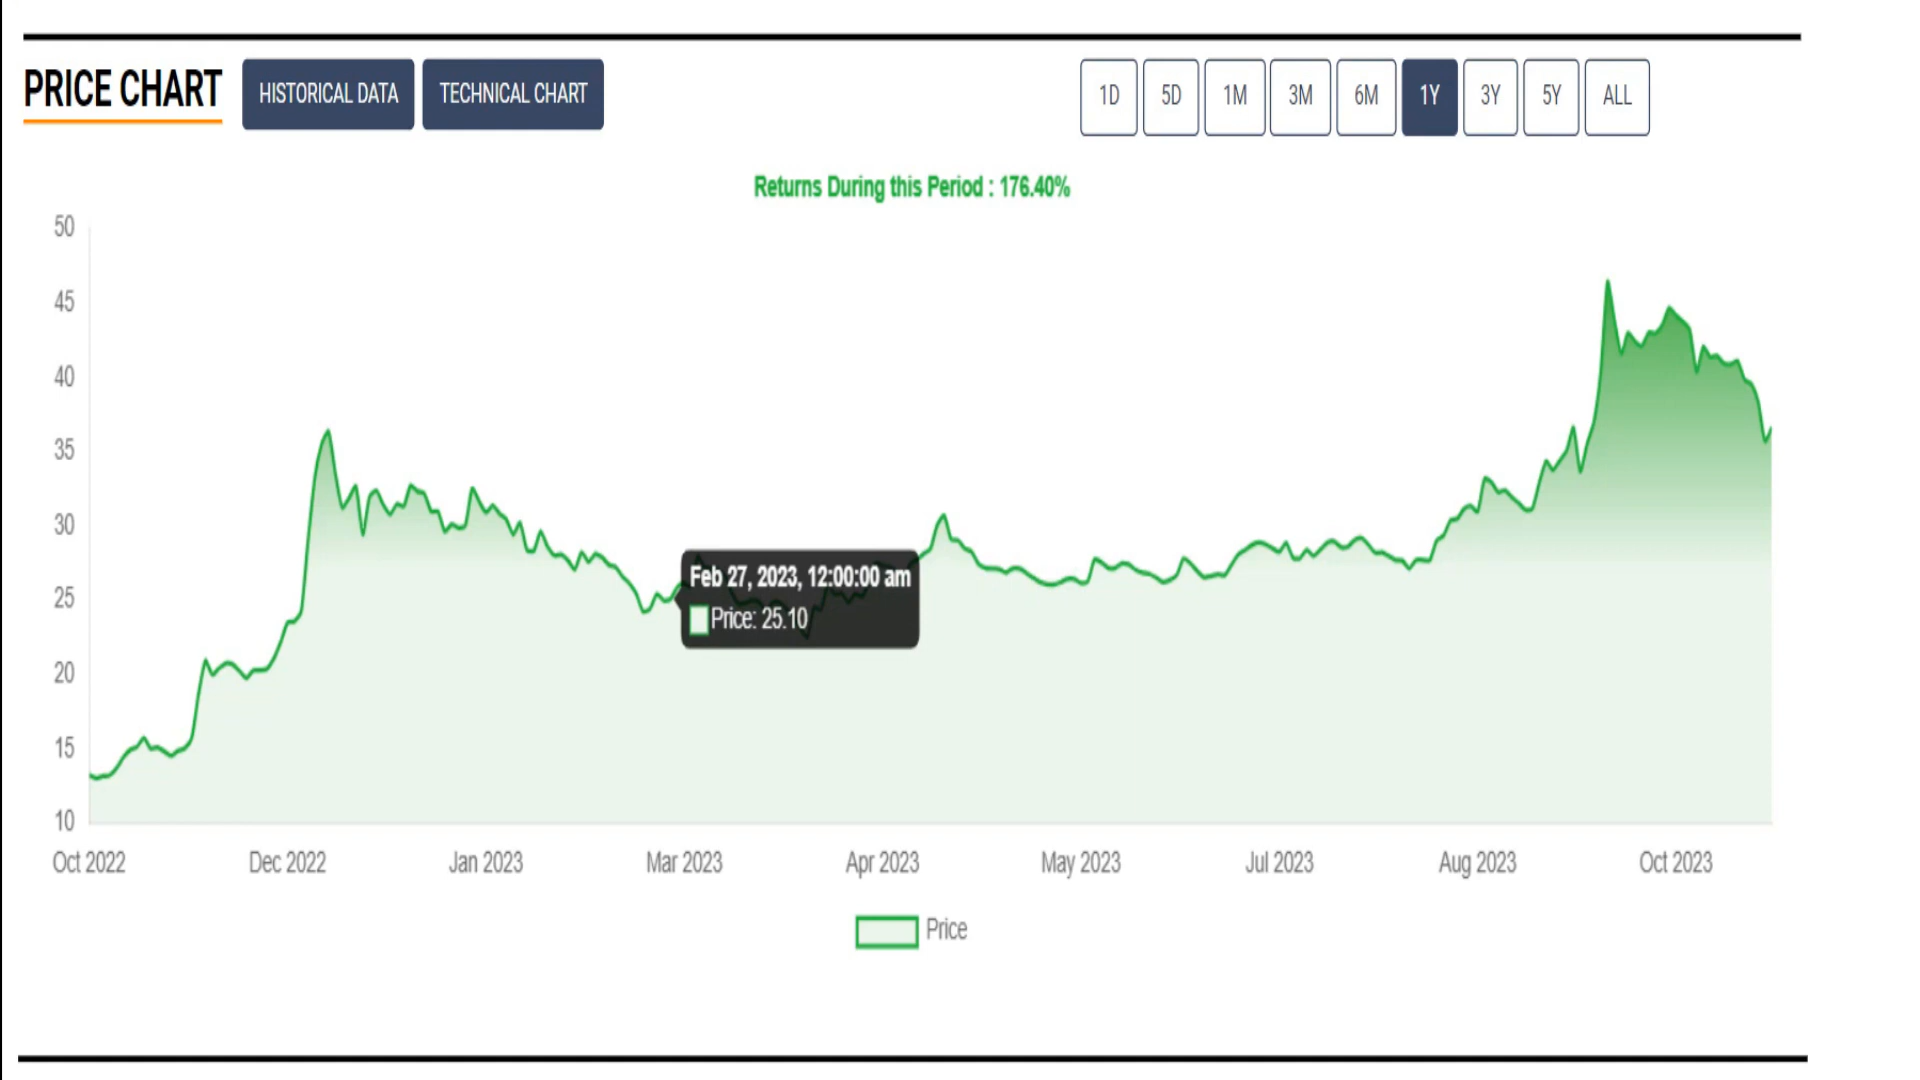 PRICE CHART HISTORICAL DATA TECHNICAL CHART 1D 5D 1M 3M 6M 1Y 3Y 5Y ALL
Returns During this Period : 176.40%
50
45
40
35
30
25
20
15
10
Feb 27, 2023, 12:00:00 am
Price: 25.10
Oct 2022 Dec 2022 Jan 2023 Mar 2023 Apr 2023 May 2023 Jul 2023 Aug 2023 Oct 2023
Price